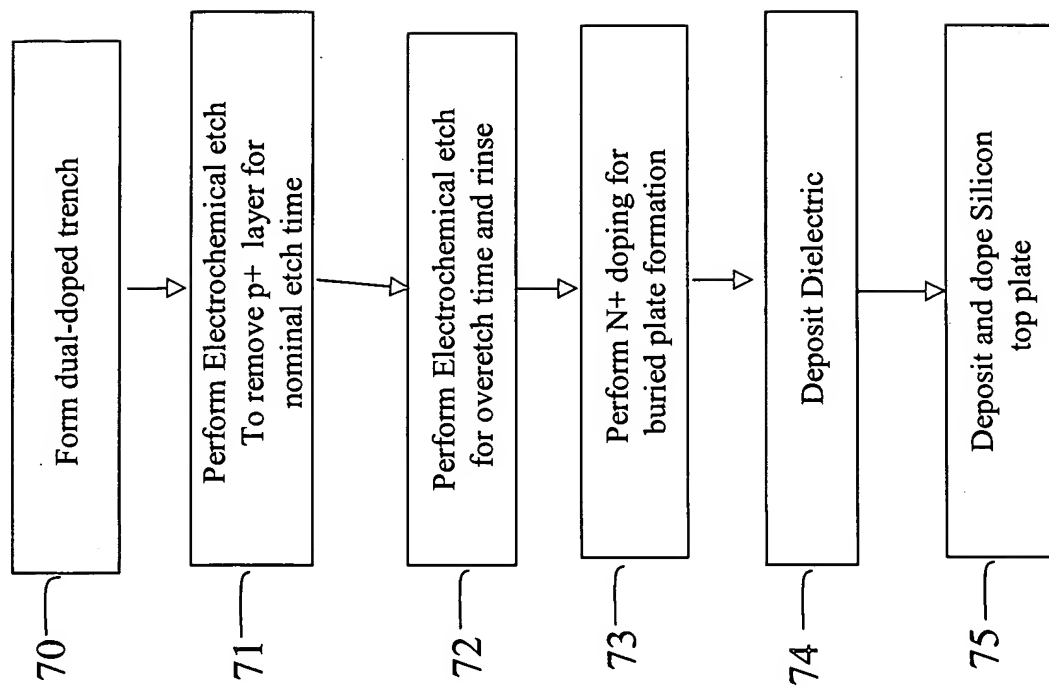 70
Form dual-doped trench
71
Perform Electrochemical etch
To remove p+ layer for
nominal etch time
72
Perform Electrochemical etch
for overetch time and rinse
73
Perform N+ doping for
buried plate formation
74
Deposit Dielectric
75
Deposit and dope Silicon
top plate